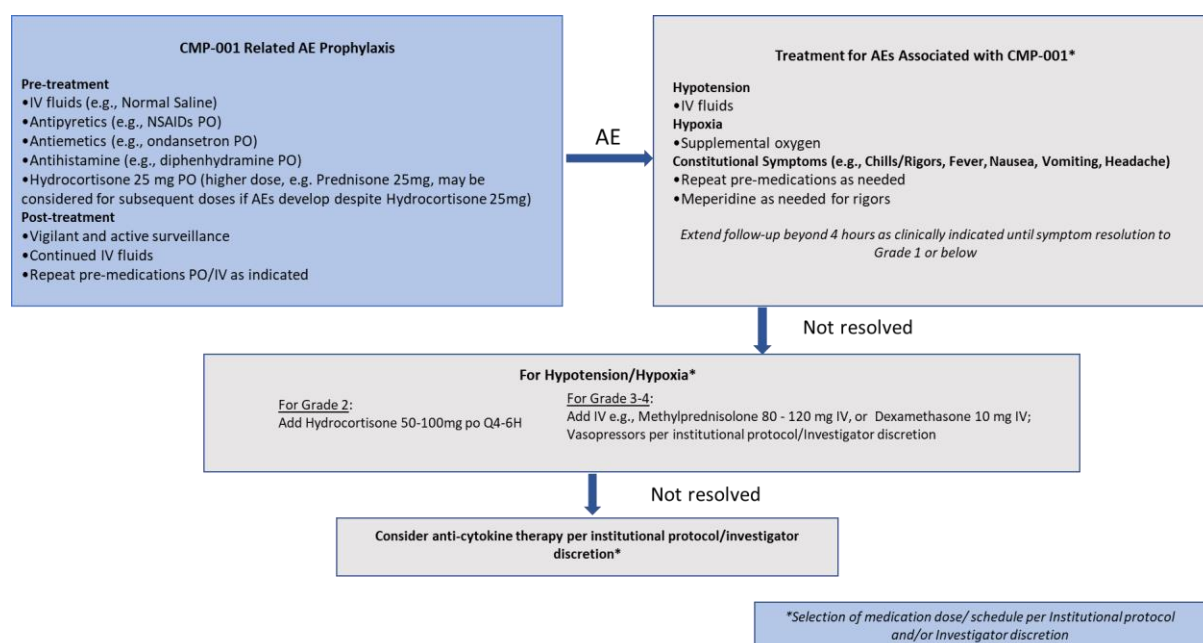 CMP-001 Related AE Prophylaxis
Pre-treatment
•IV fluids (e.g., Normal Saline)
•Antipyretics (e.g., NSAIDs PO)
•Antiemetics (e.g., ondansetron PO)
•Antihistamine (e.g., diphenhydramine PO)
•Hydrocortisone 25 mg PO (higher dose, e.g. Prednisone 25mg, may be
considered for subsequent doses if AEs develop despite Hydrocortisone 25mg)
Post-treatment
•Vigilant and active surveillance
•Continued IV fluids
•Repeat pre-medications PO/IV as indicated
AE
Treatment for AEs Associated with CMP-001*
Hypotension
•IV fluids
Hypoxia
•Supplemental oxygen
Constitutional Symptoms (e.g., Chills/Rigors, Fever, Nausea, Vomiting, Headache)
•Repeat pre-medications as needed
•Meperidine as needed for rigors
Extend follow-up beyond 4 hours as clinically indicated until symptom resolution to
Grade 1 or below
Not resolved
For Hypotension/Hypoxia*
For Grade 2:
Add Hydrocortisone 50-100mg po Q4-6H
For Grade 3-4:
Add IV e.g., Methylprednisolone 80 - 120 mg IV, or Dexamethasone 10 mg IV;
Vasopressors per institutional protocol/Investigator discretion
Not resolved
Consider anti-cytokine therapy per institutional protocol/investigator
discretion*
*Selection of medication dose/ schedule per Institutional protocol
and/or Investigator discretion